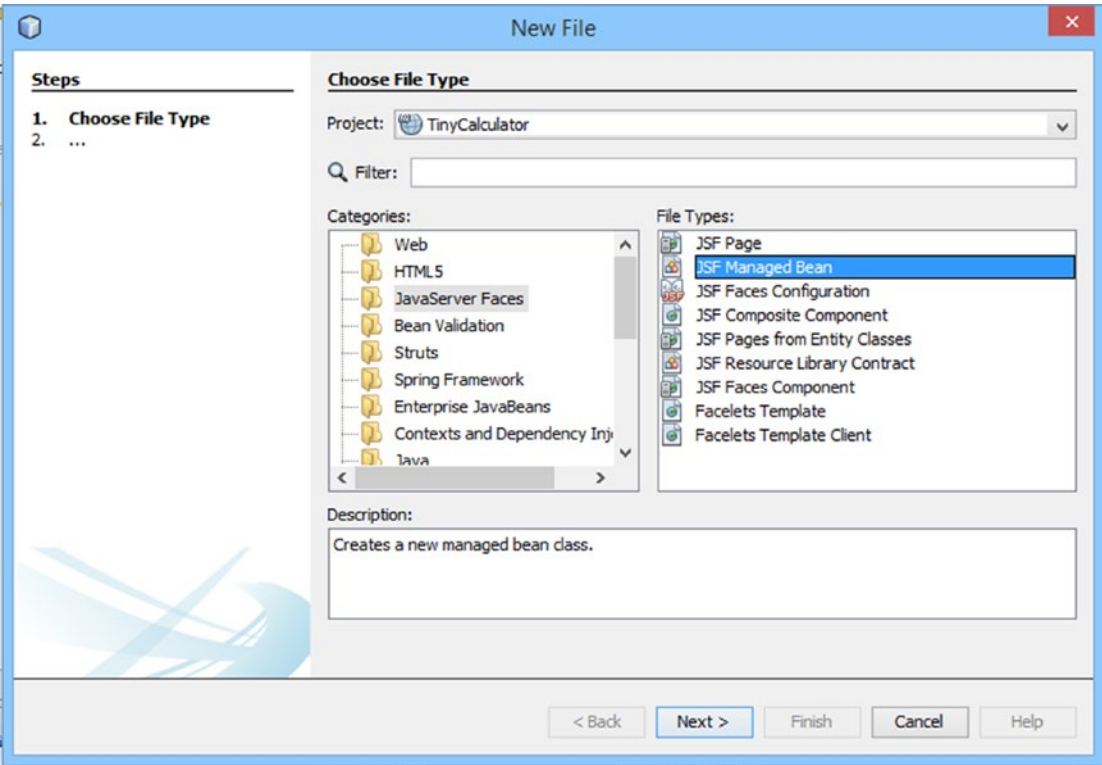 New File
Steps
1. Choose File Type
2. ...
Choose File Type
Project: TinyCalculator
Filter:
Categories:
Web
HTML5
JavaServer Faces
Bean Validation
Struts
Spring Framework
Enterprise JavaBeans
Contexts and Dependency Inj
Java
File Types:
JSF Page
JSF Managed Bean
JSF Faces Configuration
JSF Composite Component
JSF Pages from Entity Classes
JSF Resource Library Contract
JSF Faces Component
Facelets Template
Facelets Template Client
Description:
Creates a new managed bean class.
< Back Next > Finish Cancel Help